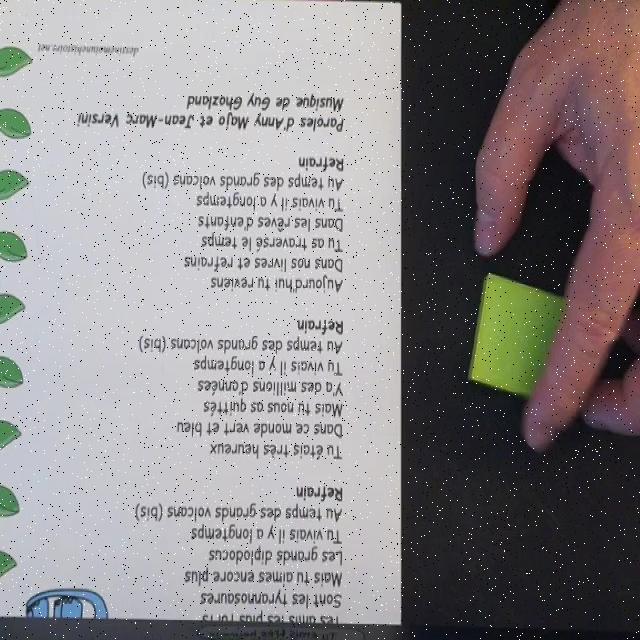 Tes amis les plus forts
Sont les tyrannosaures
Mais tu aimes encore plus
Les grands diplodocus
Tu vivais il y a longtemps
Au temps des grands volcans (bis)
Refrain
Tu étais très heureux
Dans ce monde vert et bleu
Mais tu nous as quittés
Y'a des millions d'années
Tu vivais il y a longtemps
Au temps des grands volcans (bis)
Refrain
Aujourd'hui tu reviens
Dans nos livres et refrains
Tu as traversé le temps
Dans les rêves d'enfants
Tu vivais il y a longtemps
Au temps des grands volcans (bis)
Refrain
Paroles d'Anny Majo et Jean-Marc Versini
Musique de Guy Ghazland